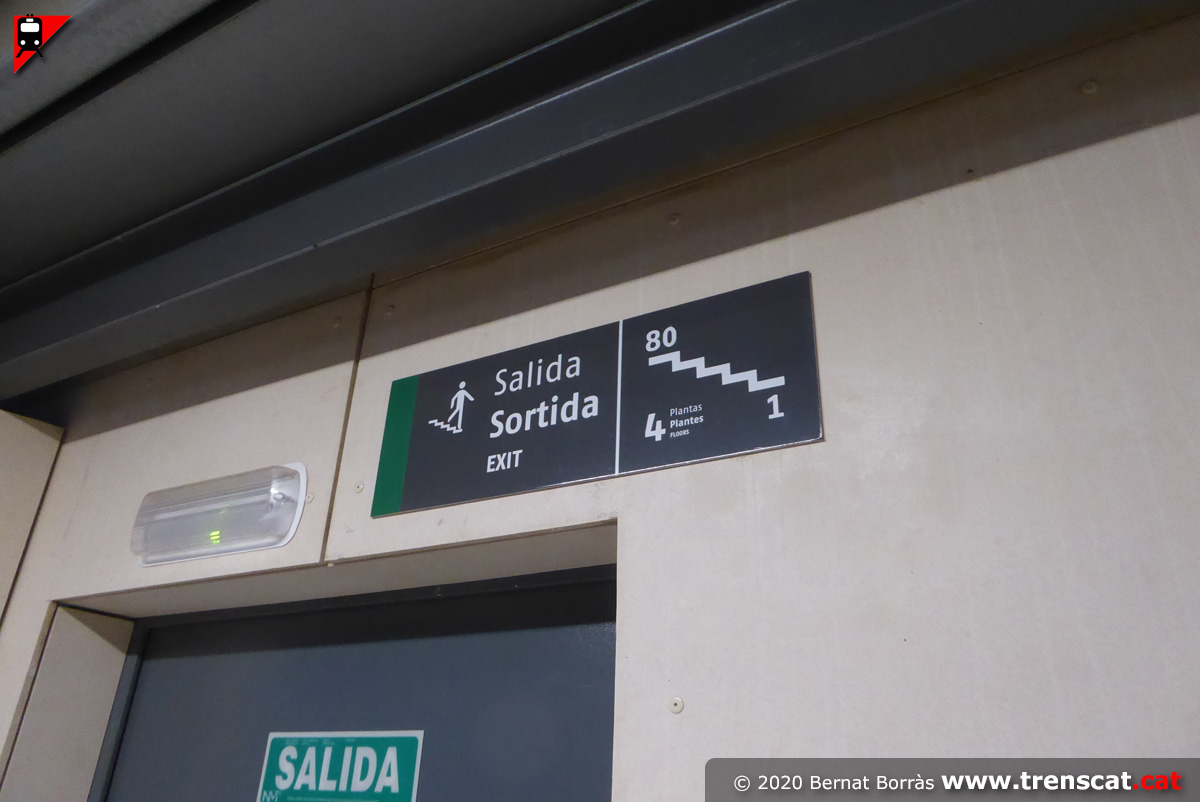 Salida
Sortida
EXIT
80
1
4
Plantas
Plantes
FLOORS
SALIDA
© 2020 Bernat Borràs www.trenscat.cat